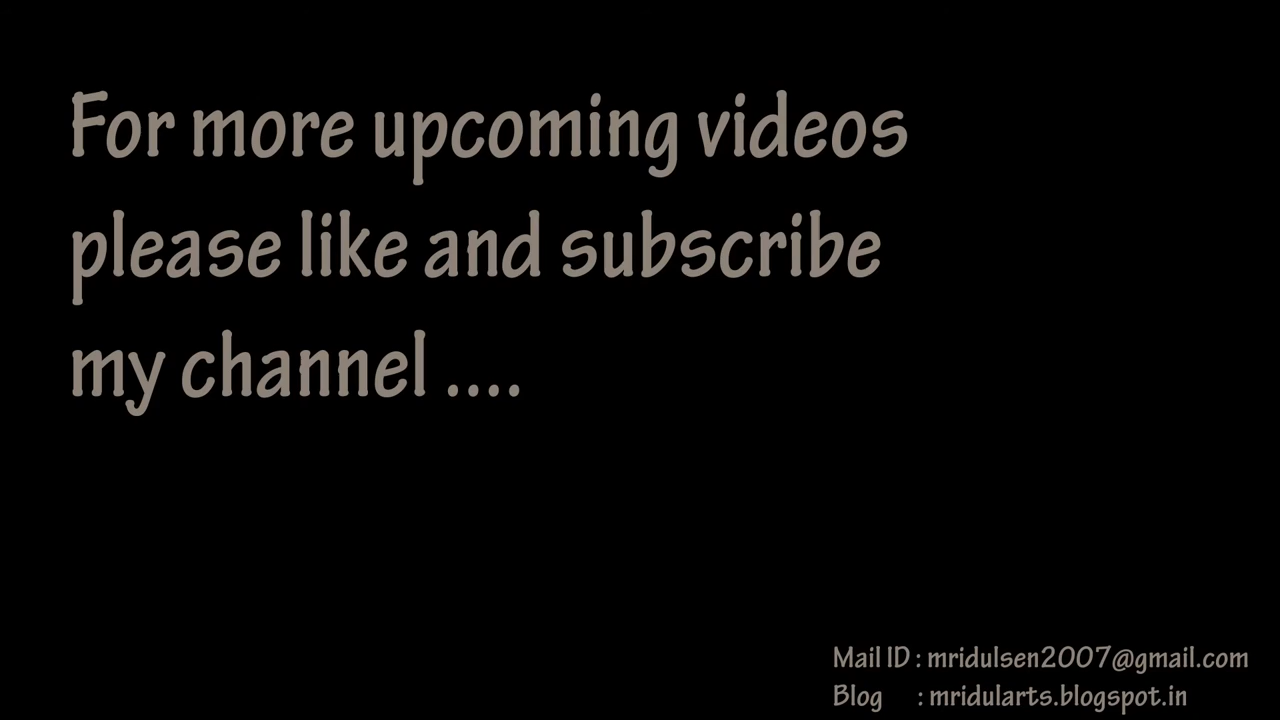 For more upcoming videos
please like and subscribe
my channel ....
Mail ID : mridulsen2007@gmail.com
Blog : mridularts.blogspot.in